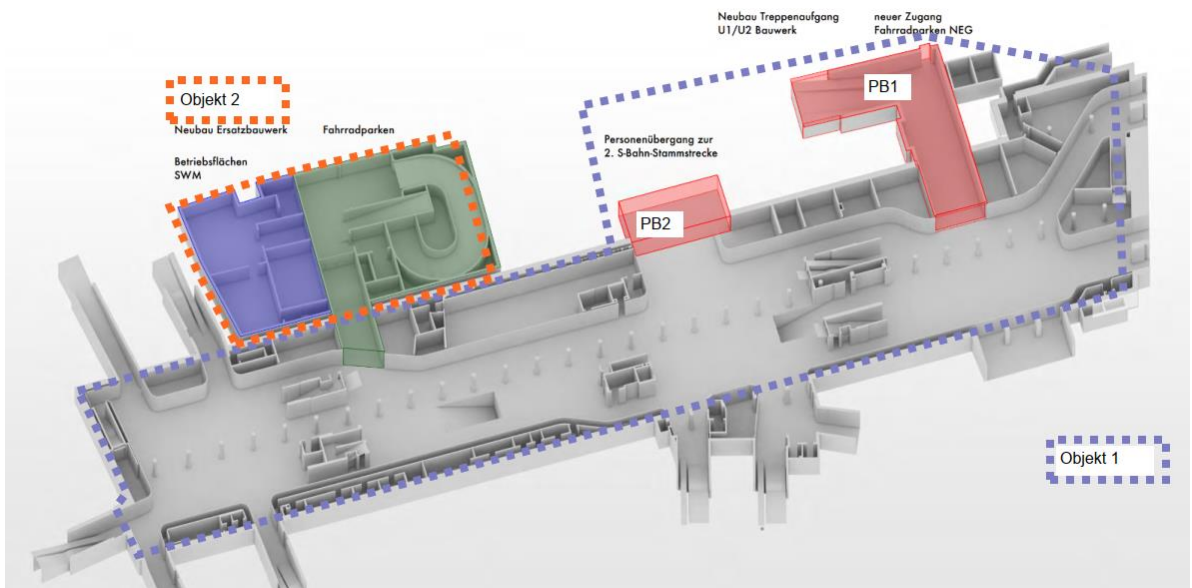 Neubau Treppenaufgang
U1/U2 Bauwerk
neuer Zugang
Fahrradparken NEG
Objekt 2
PB1
Neubau Ersatzbauwerk
Fahrradparken
Betriebsflächen
SWM
Personenübergang zur
2. S-Bahn-Stammstrecke
PB2
Objekt 1